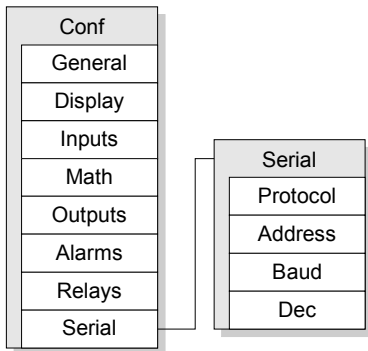 Conf
General
Display
Inputs
Math
Outputs
Alarms
Relays
Serial
Serial
Protocol
Address
Baud
Dec